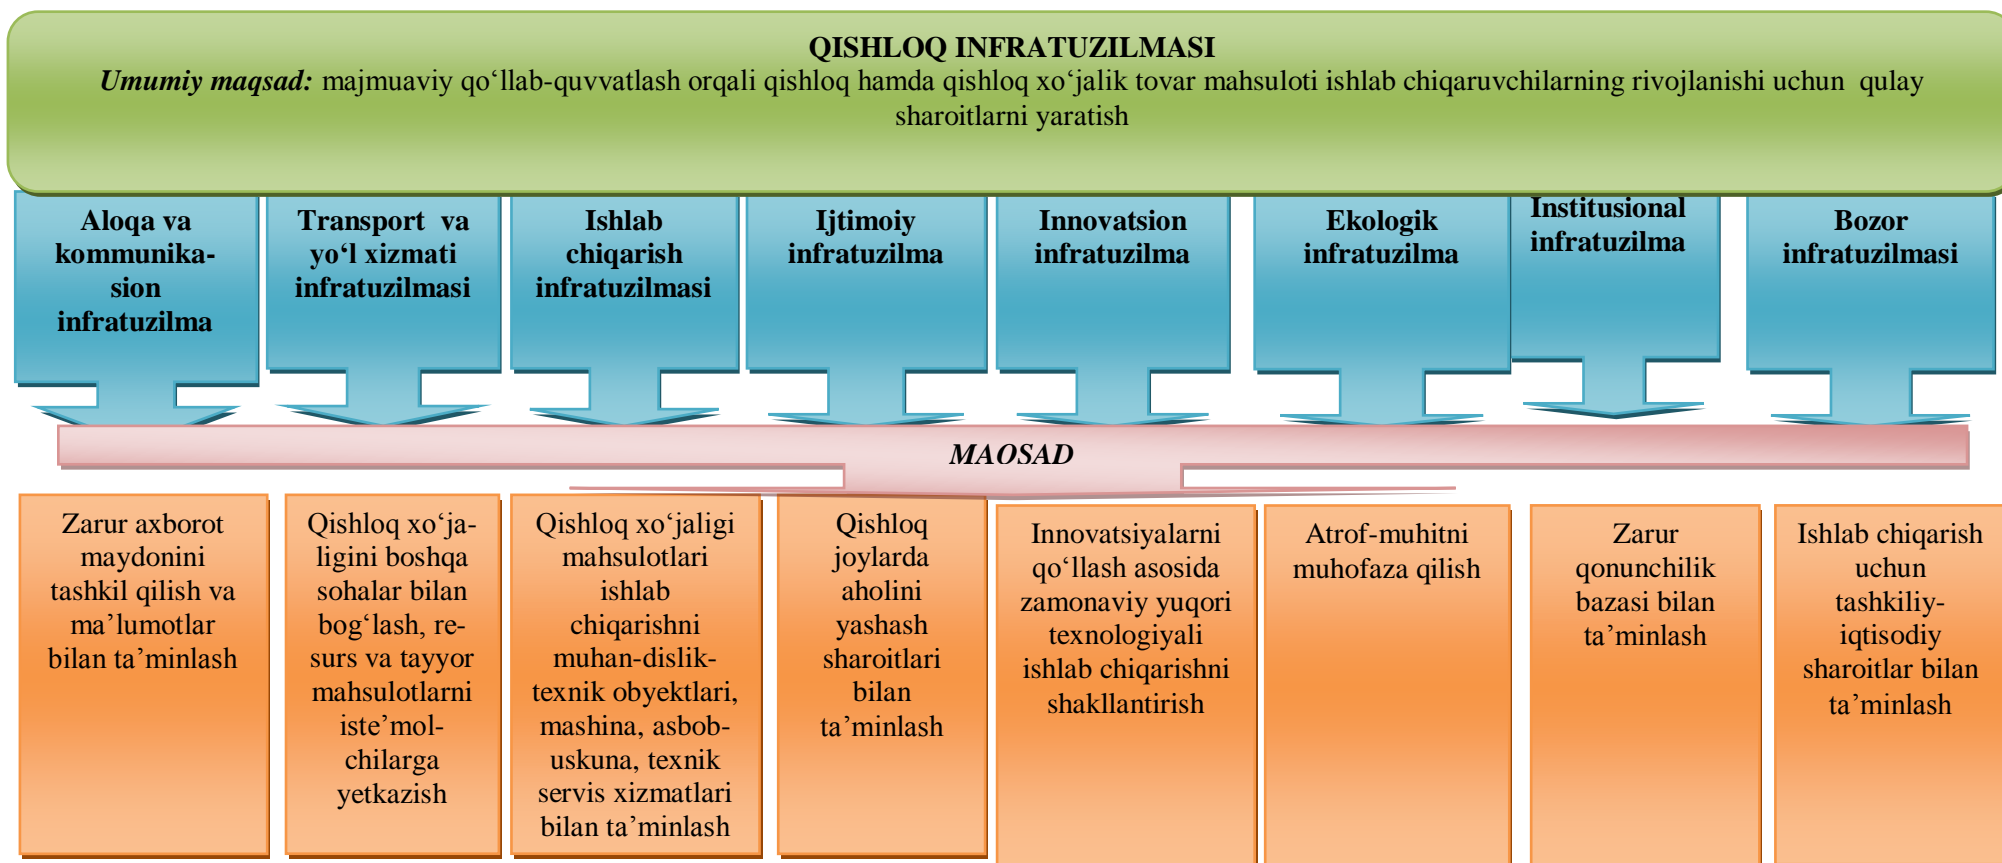 QISHLOQ INFRATUZILMASI
Umumiy maqsad: majmuaviy qo‘llab-quvvatlash orqali qishloq hamda qishloq xo‘jalik tovar mahsuloti ishlab chiqaruvchilarning rivojlanishi uchun qulay
sharoitlarni yaratish
Aloqa va
kommunika-
sion
infratuzilma
Transport va
yo‘l xizmati
infratuzilmasi
Ishlab
chiqarish
infratuzilmasi
Ijtimoiy
infratuzilma
Innovatsion
infratuzilma
Ekologik
infratuzilma
Institusional
infratuzilma
Bozor
infratuzilmasi
MAOSAD
Zarur axborot
maydonini
tashkil qilish va
ma’lumotlar
bilan ta’minlash
Qishloq xo‘ja-
ligini boshqa
sohalar bilan
bog‘lash, re-
surs va tayyor
mahsulotlarni
iste’mol-
chilarga
yetkazish
Qishloq xo‘jaligi
mahsulotlari
ishlab
chiqarishni
muhan-dislik-
texnik obyektlari,
mashina, asbob-
uskuna, texnik
servis xizmatlari
bilan ta’minlash
Qishloq
joylarda
aholini
yashash
sharoitlari
bilan
ta’minlash
Innovatsiyalarni
qo‘llash asosida
zamonaviy yuqori
texnologiyali
ishlab chiqarishni
shakllantirish
Atrof-muhitni
muhofaza qilish
Zarur
qonunchilik
bazasi bilan
ta’minlash
Ishlab chiqarish
uchun
tashkiliy-
iqtisodiy
sharoitlar bilan
ta’minlash